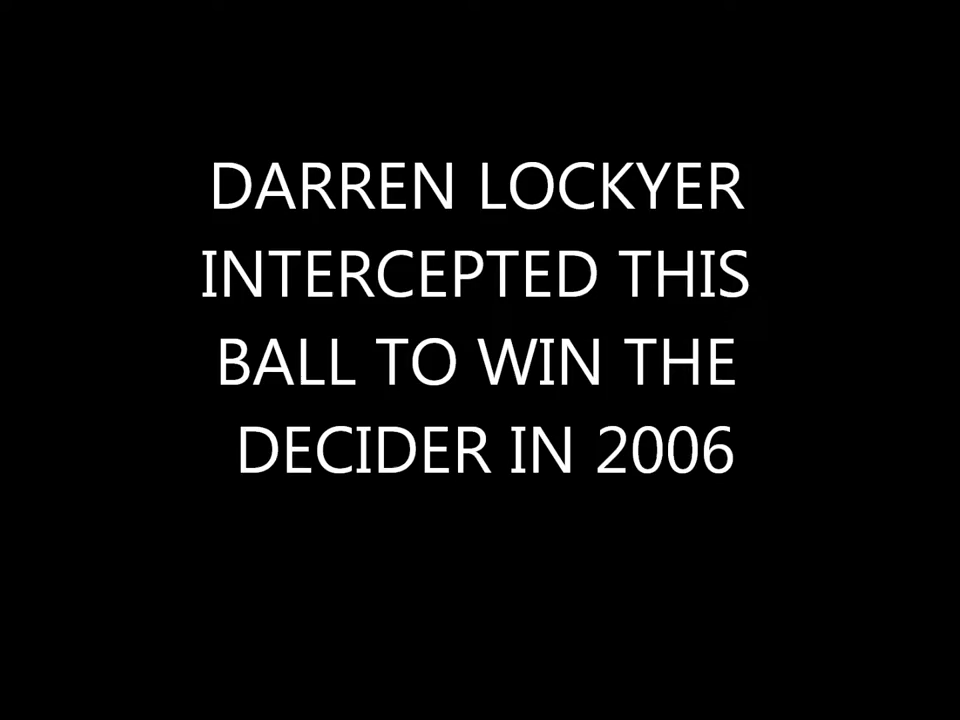 DARREN LOCKYER
INTERCEPTED THIS
BALL TO WIN THE
DECIDER IN 2006